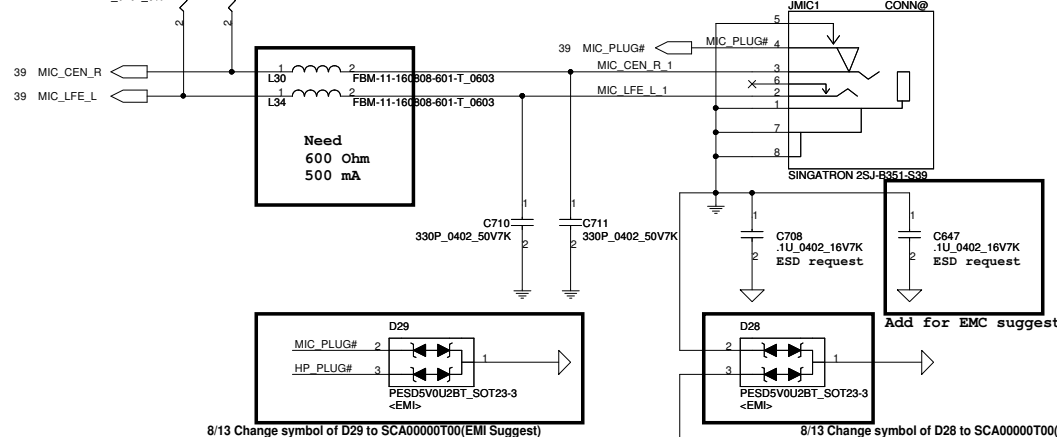 JMIC1 CONN@
5
39 MIC_PLUG# MIC_PLUG# 4
39 MIC_CEN_R 1 2 MIC_CEN_R_1 3
L30 FBM-11-160808-601-T_0603
6
39 MIC_LFE_L 1 2 MIC_LFE_L_1 2
L34 FBM-11-160808-601-T_0603
1
7
8
Need
600 Ohm
500 mA
SINGATRON 2SJ-B351-S39
C710
330P_0402_50V7K
1
2
C711
330P_0402_50V7K
1
2
C708
.1U_0402_16V7K
ESD request
1
2
C647
.1U_0402_16V7K
ESD request
1
2
Add for EMC suggest
D29
MIC_PLUG# 2
1
HP_PLUG# 3
PESD5V0U2BT_SOT23-3
<EMI>
8/13 Change symbol of D29 to SCA00000T00(EMI Suggest)
D28
2
1
3
PESD5V0U2BT_SOT23-3
<EMI>
8/13 Change symbol of D28 to SCA00000T00(
2
2